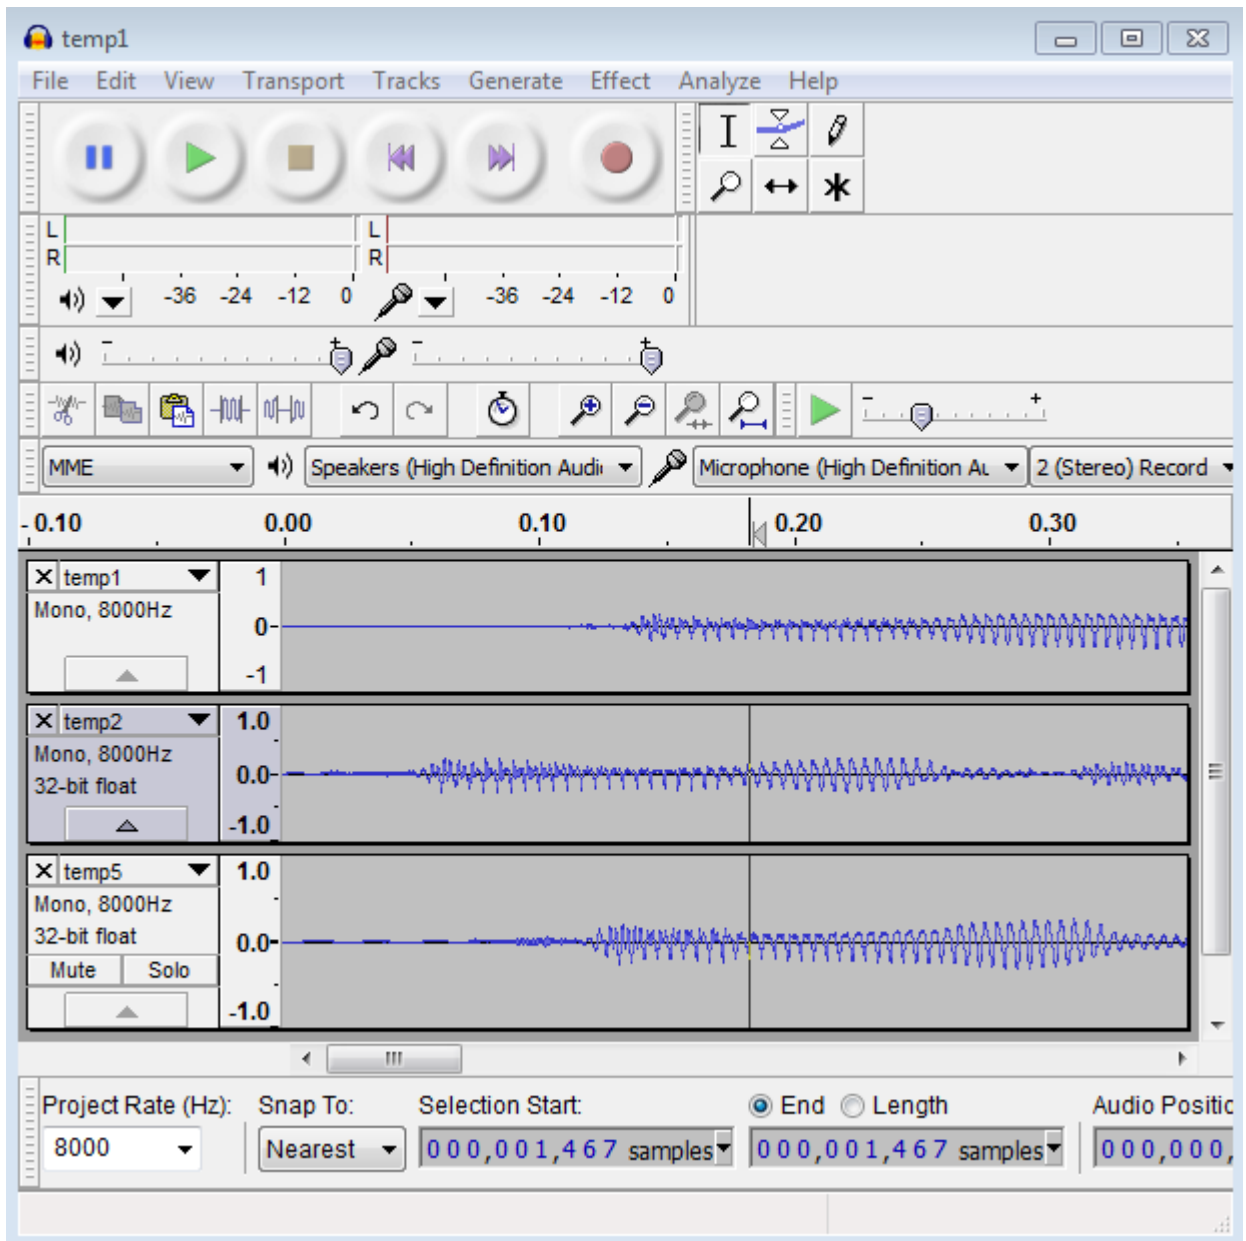 temp1
File Edit View Transport Tracks Generate Effect Analyze Help
L L
R R
-36 -24 -12 0 -36 -24 -12 0
- + - +
- +
MME Speakers (High Definition Audi Microphone (High Definition Au 2 (Stereo) Record
- 0.10 0.00 0.10 0.20 0.30
temp1 1
Mono, 8000Hz
0-
-1
temp2 1.0
Mono, 8000Hz
32-bit float 0.0-
-1.0
temp5 1.0
Mono, 8000Hz
32-bit float 0.0-
Mute Solo
-1.0
Project Rate (Hz): Snap To: Selection Start: End Length Audio Positio
8000 Nearest 000,001,467 samples 000,001,467 samples 000,000,